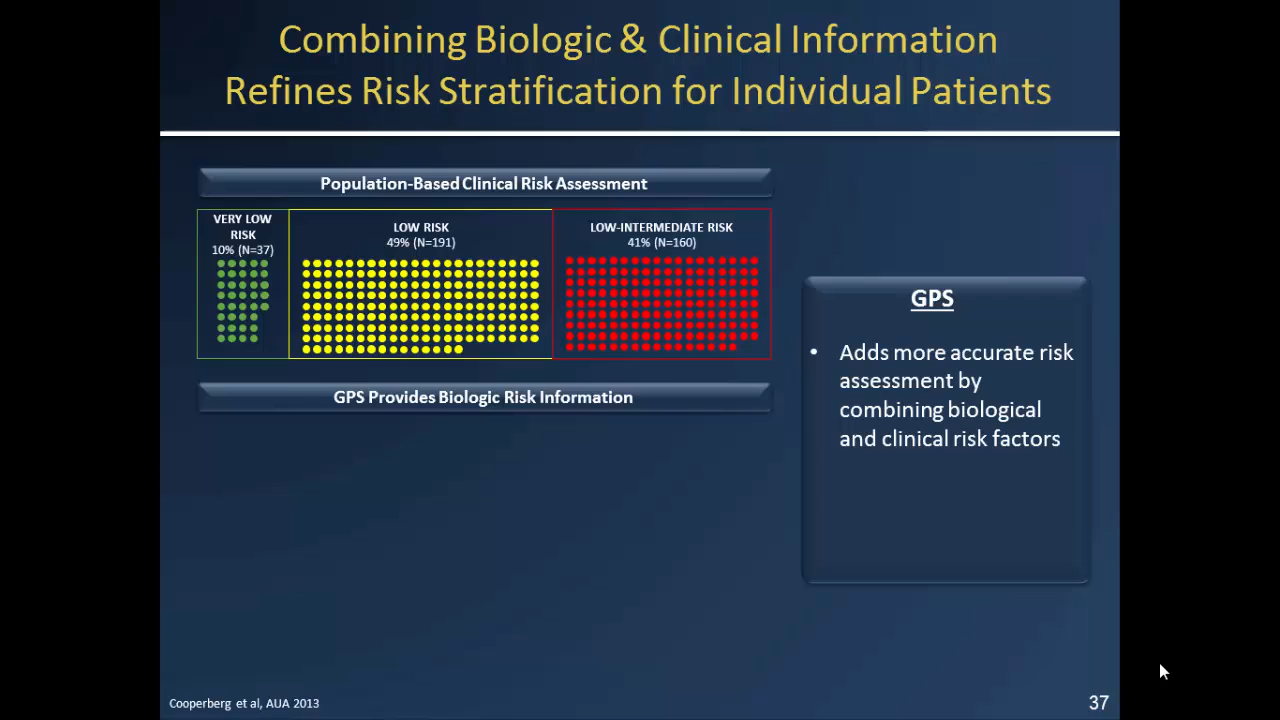 Combining Biologic & Clinical Information
Refines Risk Stratification for Individual Patients
Population-Based Clinical Risk Assessment
VERY LOW
RISK
10% (N=37)
LOW RISK
49% (N=191)
LOW-INTERMEDIATE RISK
41% (N=160)
GPS Provides Biologic Risk Information
GPS
• Adds more accurate risk
assessment by
combining biological
and clinical risk factors
Cooperberg et al, AUA 2013
37